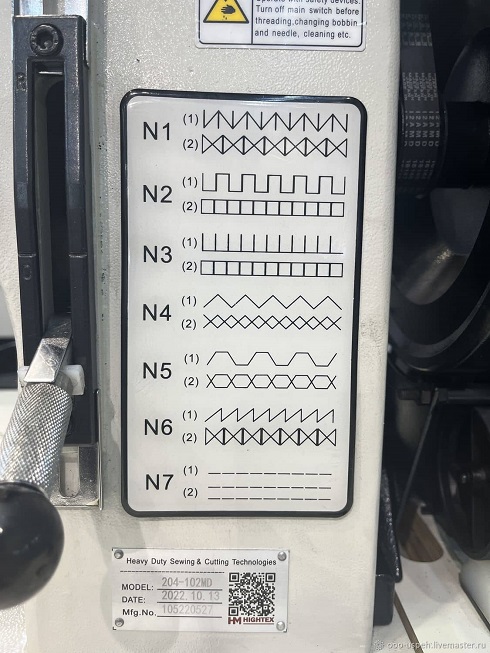 Operate with safety devices.
Turn off main switch before
threading,changing bobbin
and needle, cleaning etc.
N1 (1)
(2)
N2 (1)
(2)
N3 (1)
(2)
N4 (1)
(2)
N5 (1)
(2)
N6 (1)
(2)
N7 (1)
(2)
Heavy Duty Sewing & Cutting Technologies
MODEL: 204-102MD
DATE: 2022.10.13
Mfg.No. 105220527
HM HIGHTEX
ooo-uspeh.livemaster.ru